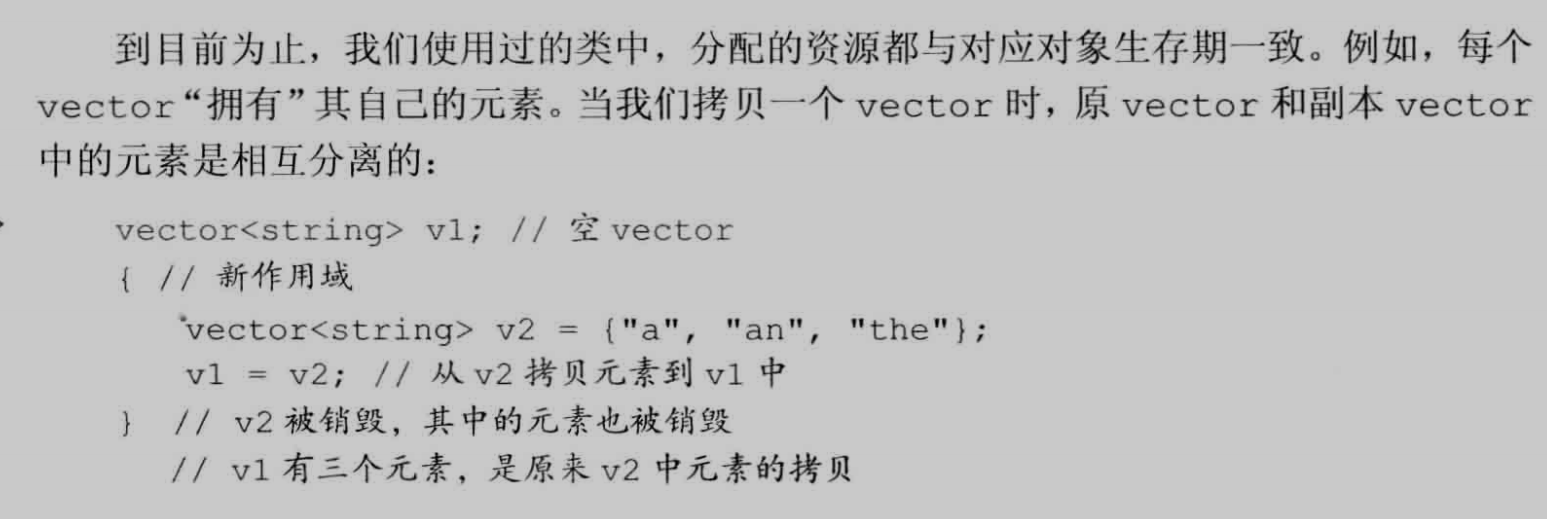 到目前为止，我们使用过的类中，分配的资源都与对应对象生存期一致。例如，每个
vector“拥有”其自己的元素。当我们拷贝一个 vector 时，原 vector 和副本 vector
中的元素是相互分离的：
vector<string> v1; // 空 vector
{ // 新作用域
vector<string> v2 = {"a", "an", "the"};
v1 = v2; // 从 v2 拷贝元素到 v1 中
} // v2 被销毁，其中的元素也被销毁
// v1 有三个元素，是原来 v2 中元素的拷贝